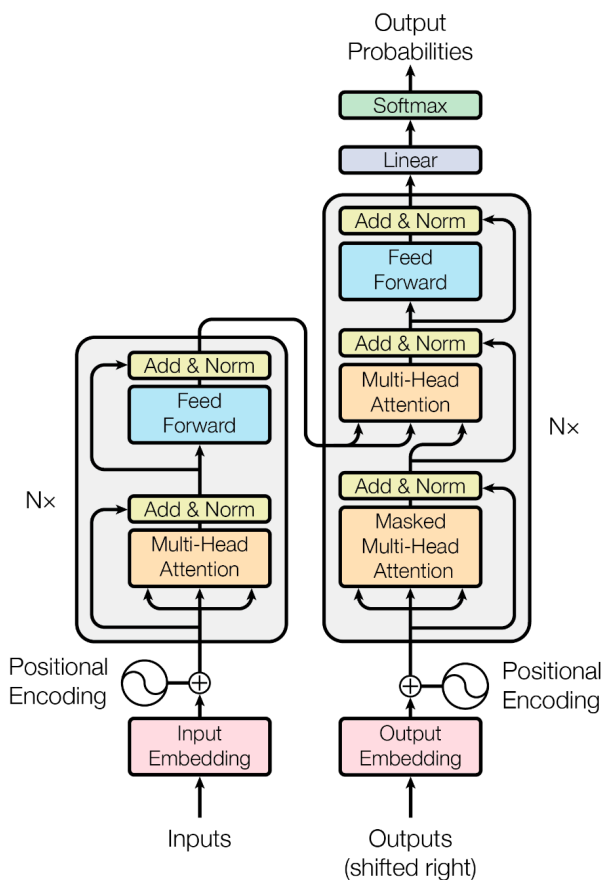 Output
Probabilities
Softmax
Linear
Add & Norm
Feed
Forward
Add & Norm
Multi-Head
Attention
Add & Norm
Masked
Multi-Head
Attention
Nx
Add & Norm
Feed
Forward
Add & Norm
Multi-Head
Attention
Nx
Positional
Encoding
Positional
Encoding
Input
Embedding
Output
Embedding
Inputs
Outputs
(shifted right)